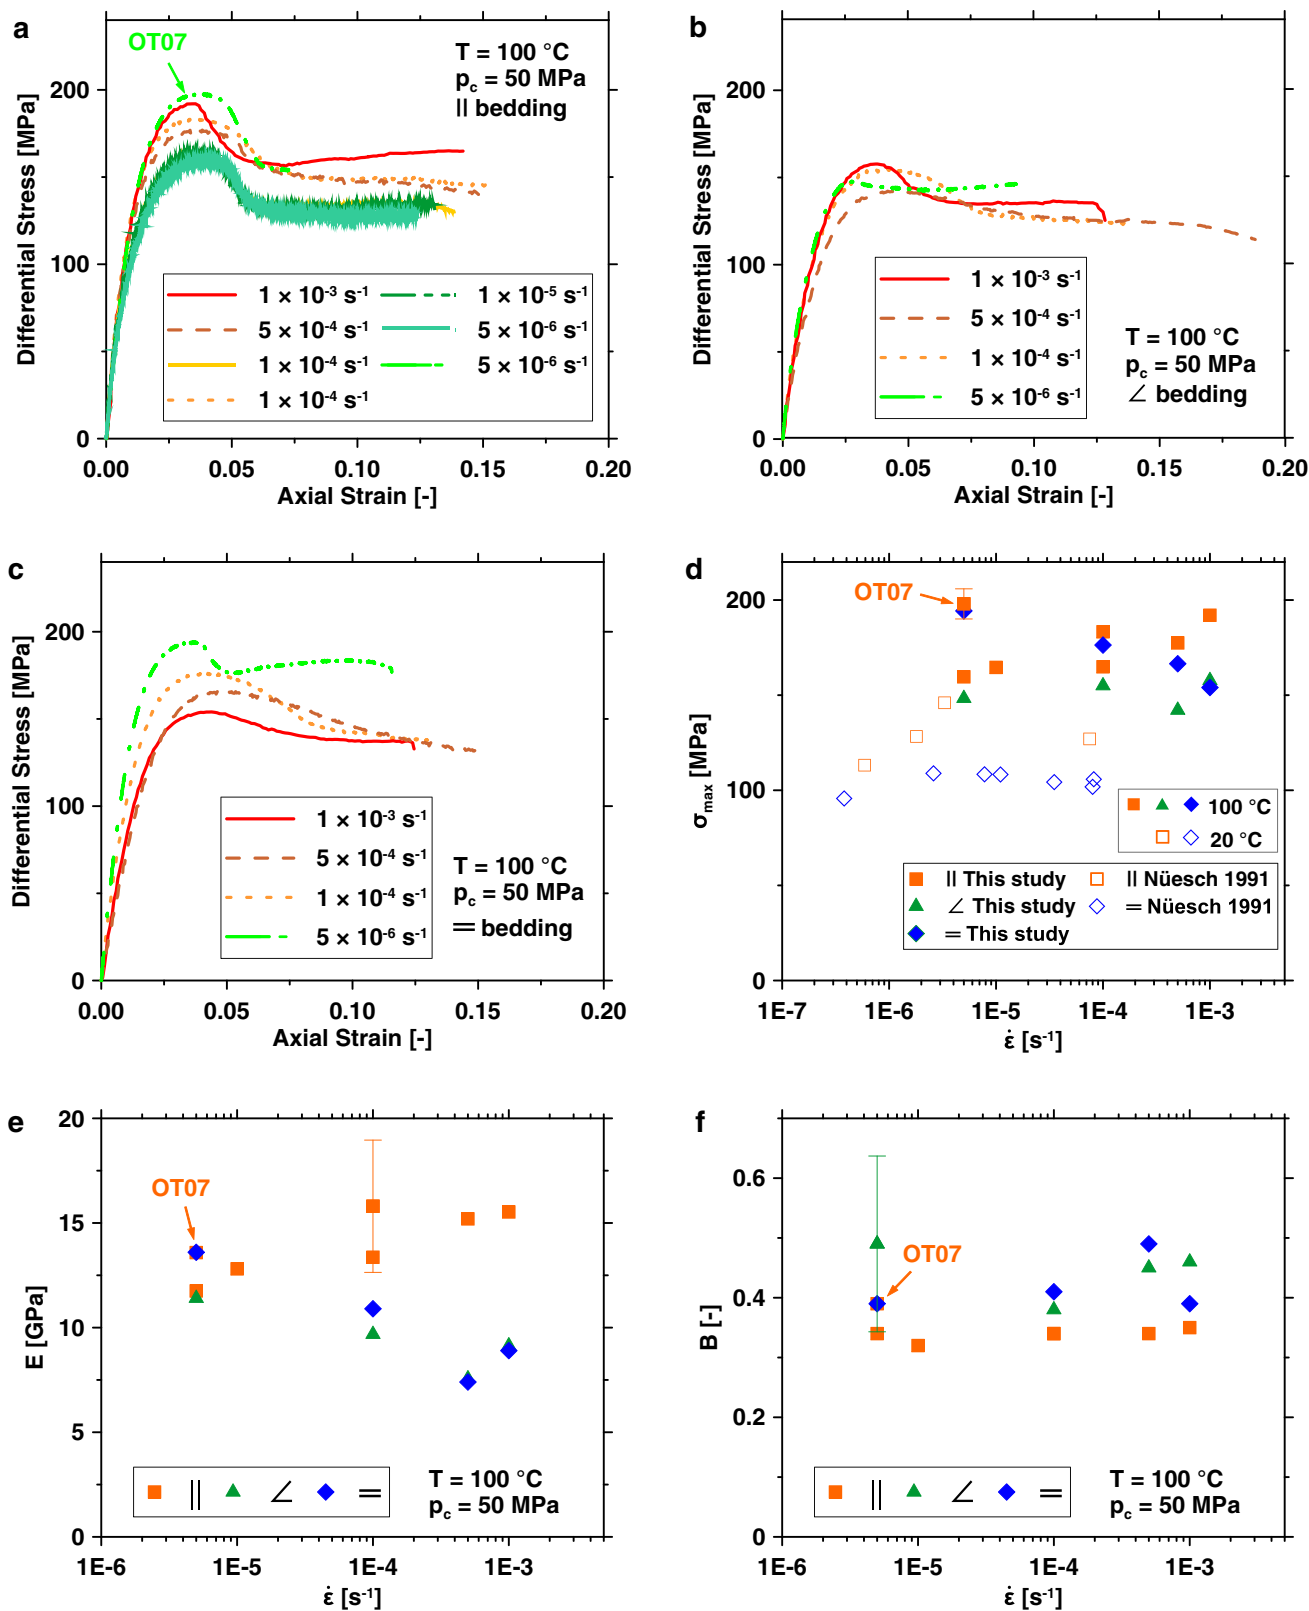 a
OT07
T = 100 °C
p_c = 50 MPa
|| bedding
Differential Stress [MPa]
200
100
0
1 × 10⁻³ s⁻¹
5 × 10⁻⁴ s⁻¹
1 × 10⁻⁴ s⁻¹
1 × 10⁻⁴ s⁻¹
1 × 10⁻⁵ s⁻¹
5 × 10⁻⁶ s⁻¹
5 × 10⁻⁶ s⁻¹
0.00 0.05 0.10 0.15 0.20
Axial Strain [-]
b
Differential Stress [MPa]
200
100
0
1 × 10⁻³ s⁻¹
5 × 10⁻⁴ s⁻¹
1 × 10⁻⁴ s⁻¹
5 × 10⁻⁶ s⁻¹
T = 100 °C
p_c = 50 MPa
∠ bedding
0.00 0.05 0.10 0.15 0.20
Axial Strain [-]
c
Differential Stress [MPa]
200
100
0
1 × 10⁻³ s⁻¹
5 × 10⁻⁴ s⁻¹
1 × 10⁻⁴ s⁻¹
5 × 10⁻⁶ s⁻¹
T = 100 °C
p_c = 50 MPa
= bedding
0.00 0.05 0.10 0.15 0.20
Axial Strain [-]
d
OT07
σ_max [MPa]
200
100
0
100 °C
20 °C
|| This study || Nüesch 1991
∠ This study = Nüesch 1991
= This study
1E-7 1E-6 1E-5 1E-4 1E-3
ε̇ [s⁻¹]
e
OT07
E [GPa]
20
15
10
5
0
|| ∠ =
T = 100 °C
p_c = 50 MPa
1E-6 1E-5 1E-4 1E-3
ε̇ [s⁻¹]
f
OT07
B [-]
0.6
0.4
0.2
0
|| ∠ =
T = 100 °C
p_c = 50 MPa
1E-6 1E-5 1E-4 1E-3
ε̇ [s⁻¹]